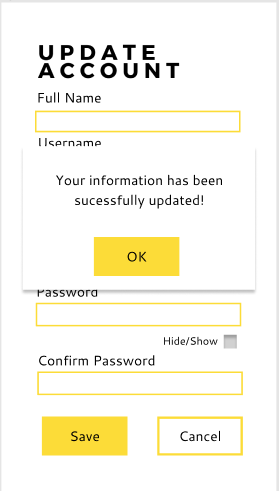 UPDATE
ACCOUNT
Full Name
Username
Your information has been
sucessfully updated!
OK
Password
Hide/Show
Confirm Password
Save
Cancel